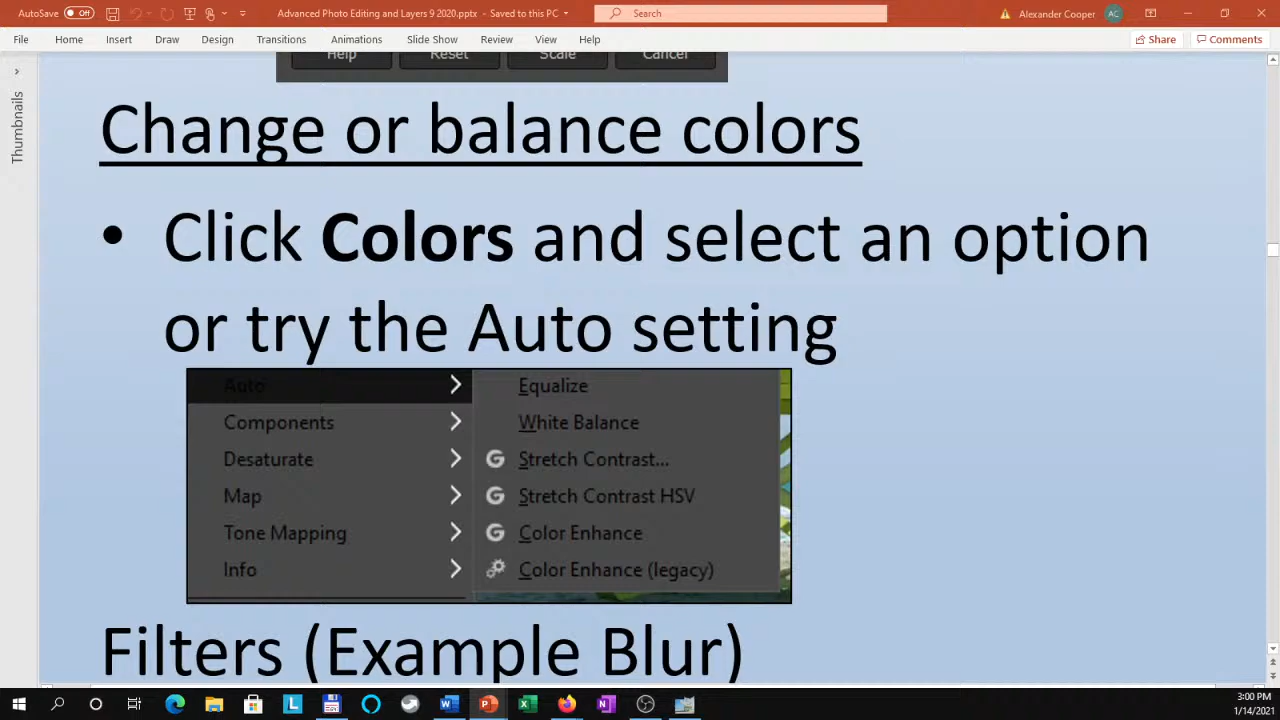 AutoSave Off Advanced Photo Editing and Layers 9 2020.pptx - Saved to this PC Search Alexander Cooper AC
File Home Insert Draw Design Transitions Animations Slide Show Review View Help Share Comments
Thumbnails
Help Reset Scale Cancel
Change or balance colors
• Click Colors and select an option
or try the Auto setting
Auto Equalize
Components White Balance
Desaturate Stretch Contrast...
Map Stretch Contrast HSV
Tone Mapping Color Enhance
Info Color Enhance (legacy)
Filters (Example Blur)
3:00 PM
1/14/2021